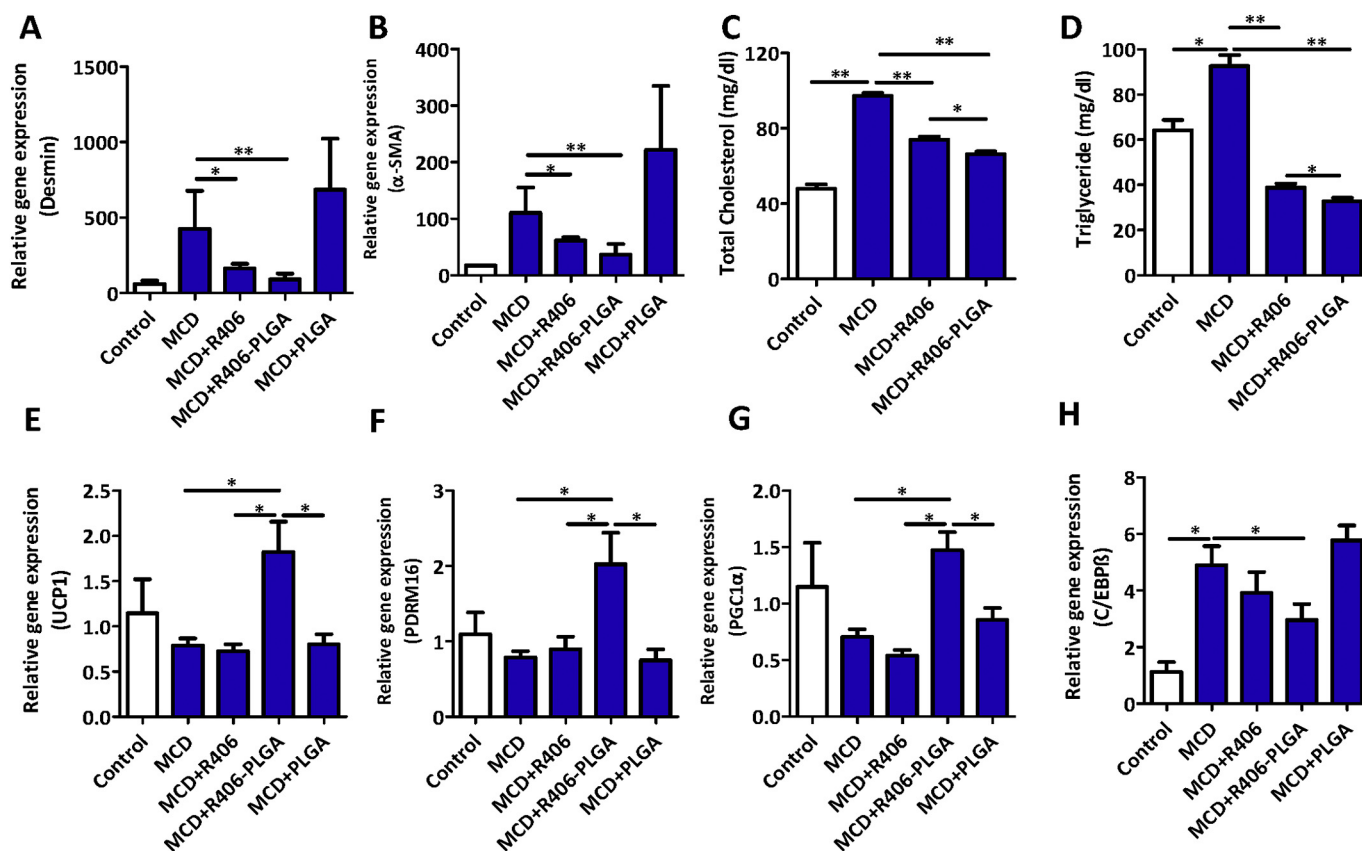 A
Relative gene expression
(Desmin)
1500
1000
500
0
**
*
Control
MCD
MCD+R406
MCD+R406-PLGA
MCD+PLGA
B
Relative gene expression
(α-SMA)
400
300
200
100
0
**
*
Control
MCD
MCD+R406
MCD+R406-PLGA
MCD+PLGA
C
Total Cholesterol (mg/dl)
120
80
40
0
**
** **
*
Control
MCD
MCD+R406
MCD+R406-PLGA
D
Triglyceride (mg/dl)
100
80
60
40
20
0
**
* **
*
Control
MCD
MCD+R406
MCD+R406-PLGA
E
Relative gene expression
(UCP1)
2.5
2.0
1.5
1.0
0.5
0.0
*
* *
Control
MCD
MCD+R406
MCD+R406-PLGA
MCD+PLGA
F
Relative gene expression
(PDRM16)
3
2
1
0
*
* *
Control
MCD
MCD+R406
MCD+R406-PLGA
MCD+PLGA
G
Relative gene expression
(PGC1α)
2.0
1.5
1.0
0.5
0.0
*
* *
Control
MCD
MCD+R406
MCD+R406-PLGA
MCD+PLGA
H
Relative gene expression
(C/EBPß)
8
6
4
2
0
* *
Control
MCD
MCD+R406
MCD+R406-PLGA
MCD+PLGA